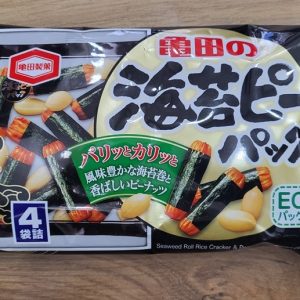 亀田製菓
亀田の
海苔ピー
パック
パリッとカリッと
風味豊かな海苔巻と
香ばしいピーナッツ
4
袋詰
ECO
パック
Seaweed Roll Rice Cracker & P